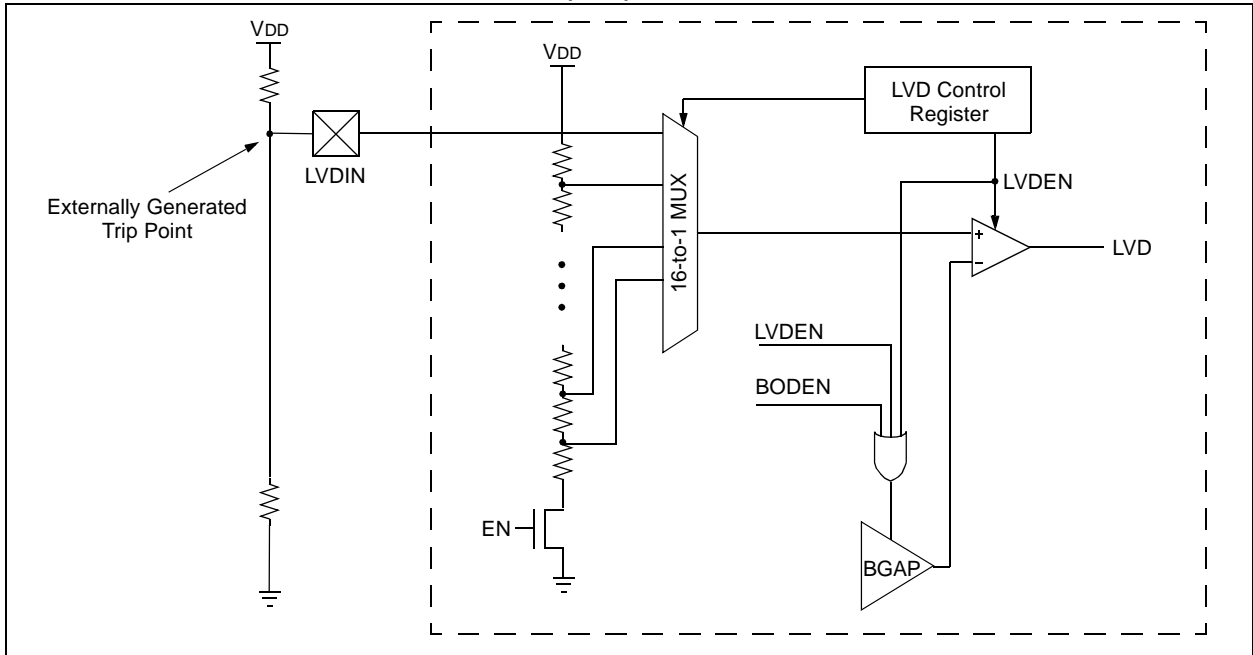 VDD
VDD
LVD Control
Register
LVDIN
16-to-1 MUX
LVDEN
Externally Generated
Trip Point
+
–
LVD
LVDEN
BODEN
EN
BGAP